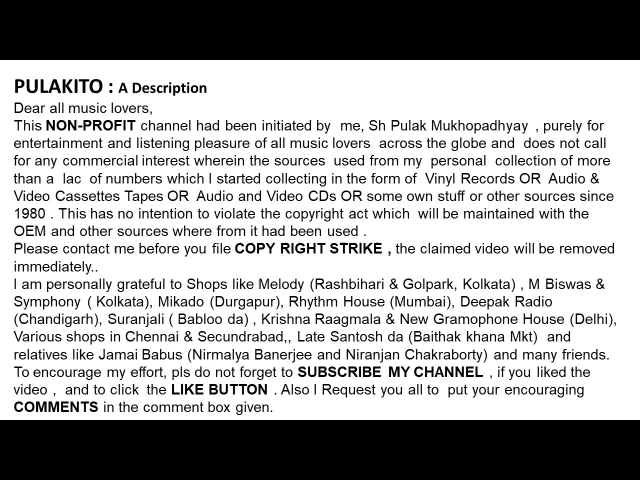 PULAKITO : A Description
Dear all music lovers,
This NON-PROFIT channel had been initiated by me, Sh Pulak Mukhopadhyay , purely for
entertainment and listening pleasure of all music lovers across the globe and does not call
for any commercial interest wherein the sources used from my personal collection of more
than a lac of numbers which I started collecting in the form of Vinyl Records OR Audio &
Video Cassettes Tapes OR Audio and Video CDs OR some own stuff or other sources since
1980 . This has no intention to violate the copyright act which will be maintained with the
OEM and other sources where from it had been used .
Please contact me before you file COPY RIGHT STRIKE , the claimed video will be removed
immediately..
I am personally grateful to Shops like Melody (Rashbihari & Golpark, Kolkata) , M Biswas &
Symphony ( Kolkata), Mikado (Durgapur), Rhythm House (Mumbai), Deepak Radio
(Chandigarh), Suranjali ( Babloo da) , Krishna Raagmala & New Gramophone House (Delhi),
Various shops in Chennai & Secundrabad,, Late Santosh da (Baithak khana Mkt) and
relatives like Jamai Babus (Nirmalya Banerjee and Niranjan Chakraborty) and many friends.
To encourage my effort, pls do not forget to SUBSCRIBE MY CHANNEL , if you liked the
video , and to click the LIKE BUTTON . Also I Request you all to put your encouraging
COMMENTS in the comment box given.